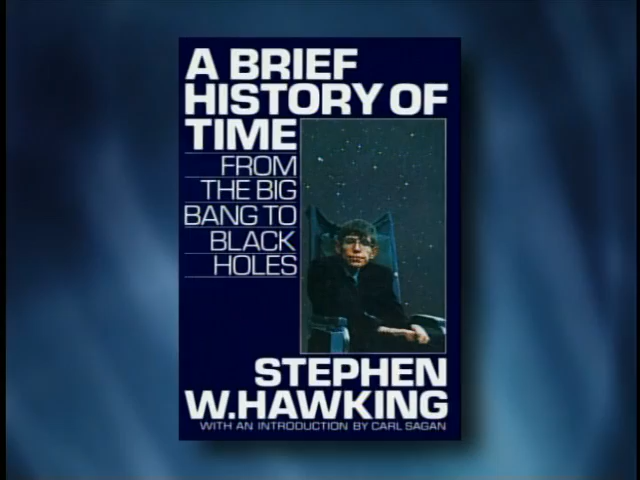 A BRIEF
HISTORY OF
TIME
FROM
THE BIG
BANG TO
BLACK
HOLES
STEPHEN
W.HAWKING
WITH AN INTRODUCTION BY CARL SAGAN